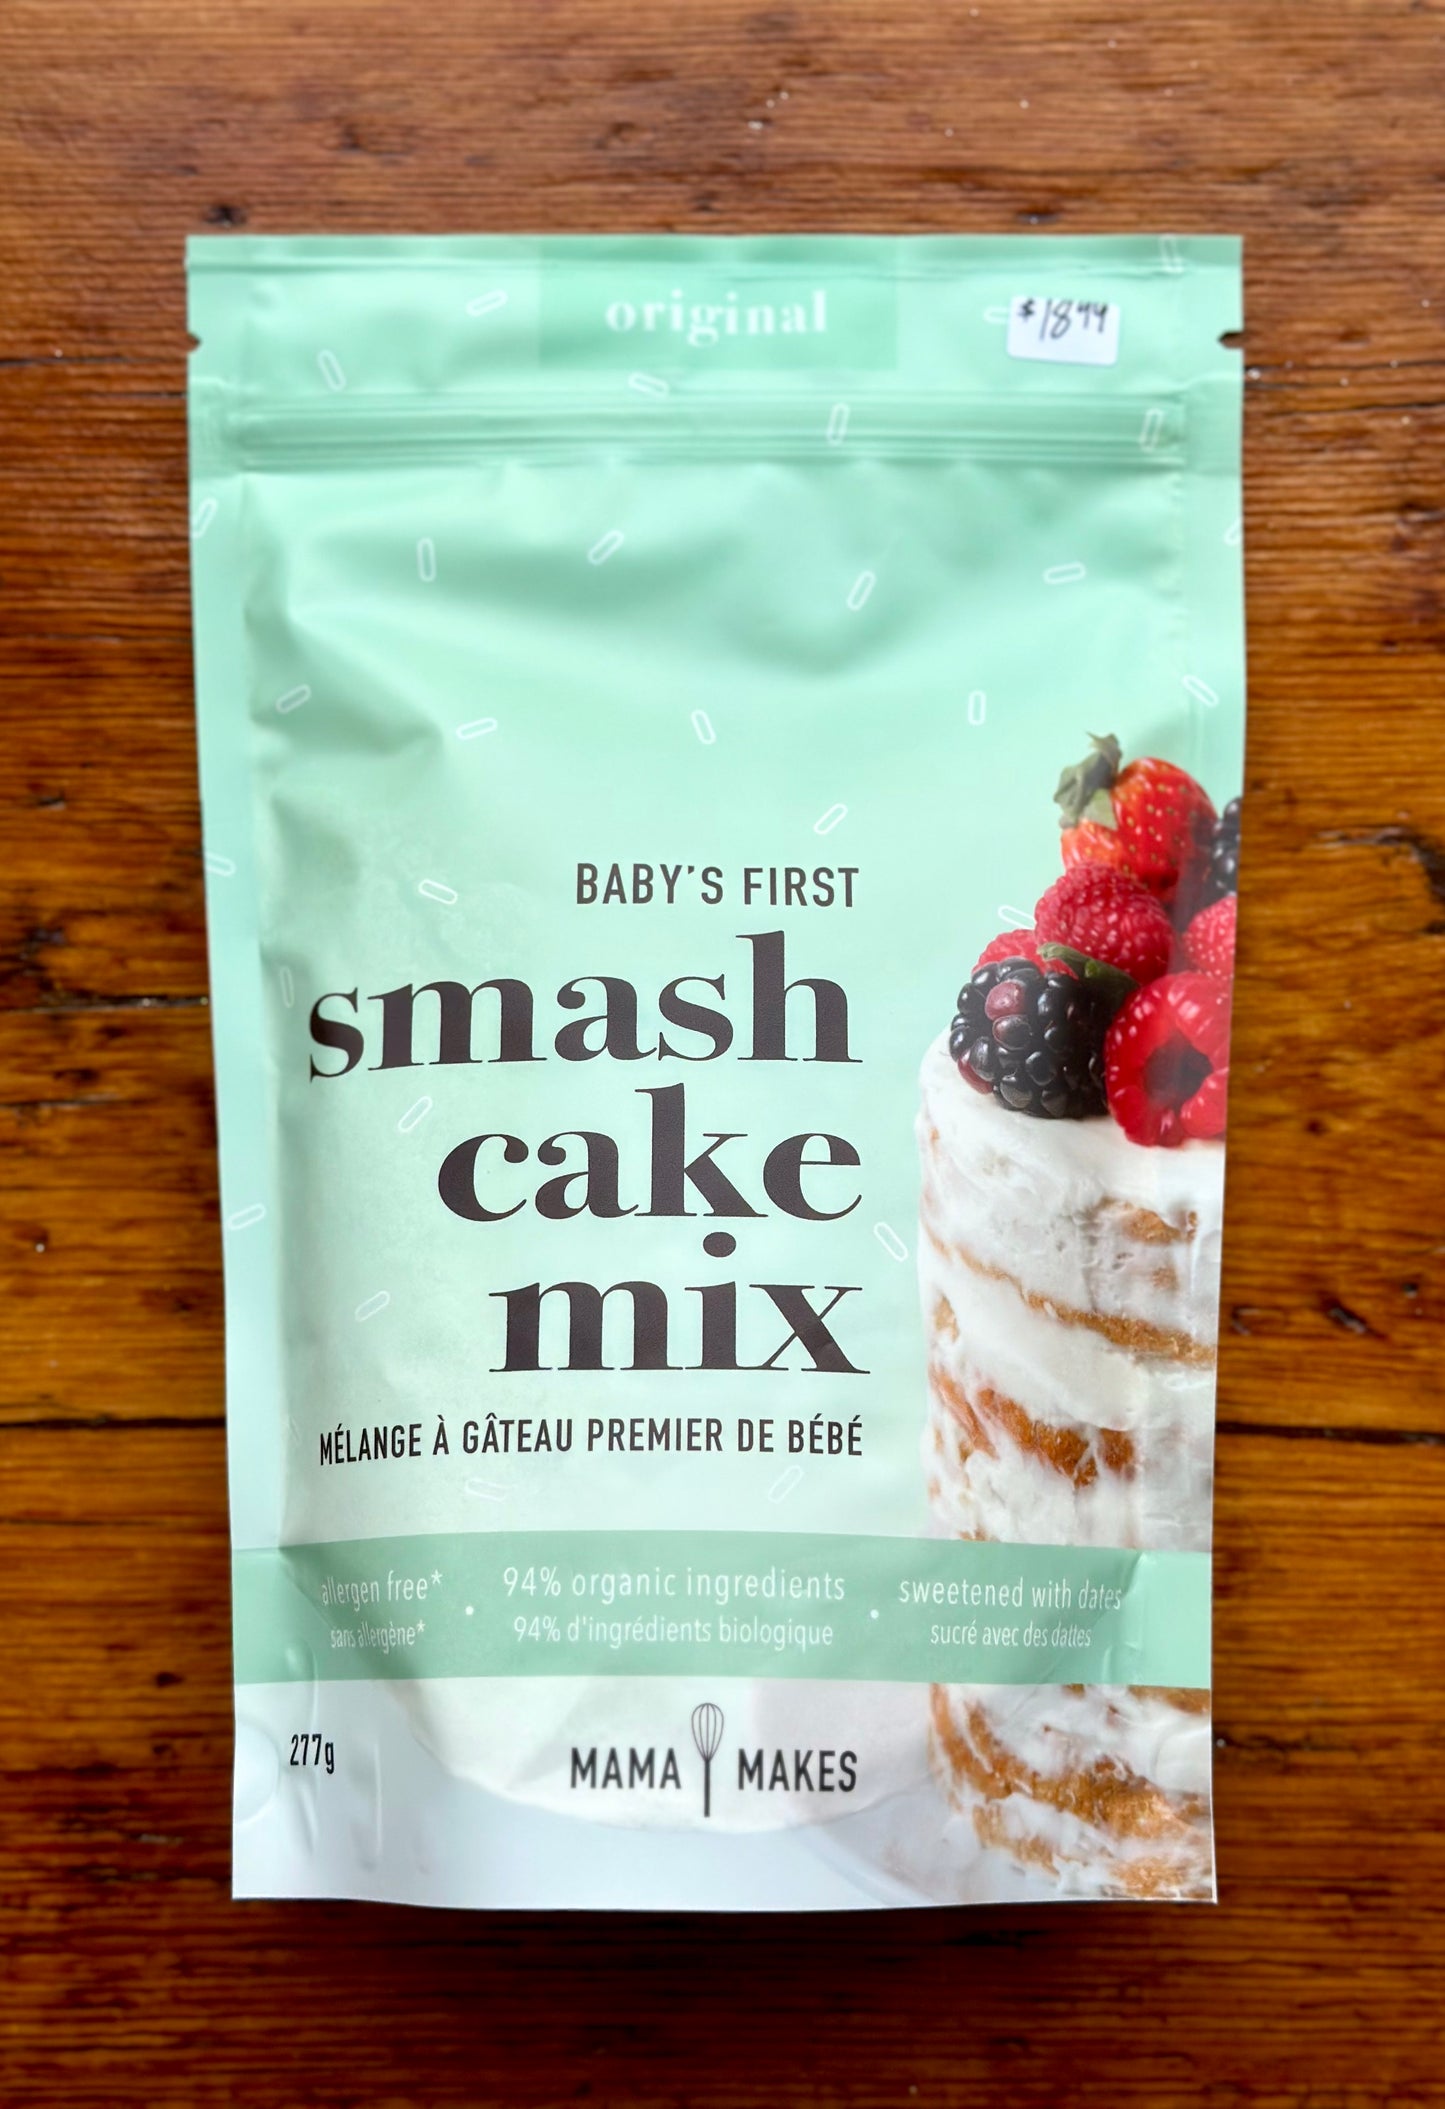 original
$18.99
BABY'S FIRST
smash
cake
mix
MÉLANGE À GÂTEAU PREMIER DE BÉBÉ
allergen free* • 94% organic ingredients • sweetened with dates
sans allergène* 94% d'ingrédients biologique sucré avec des dattes
277g
MAMA MAKES